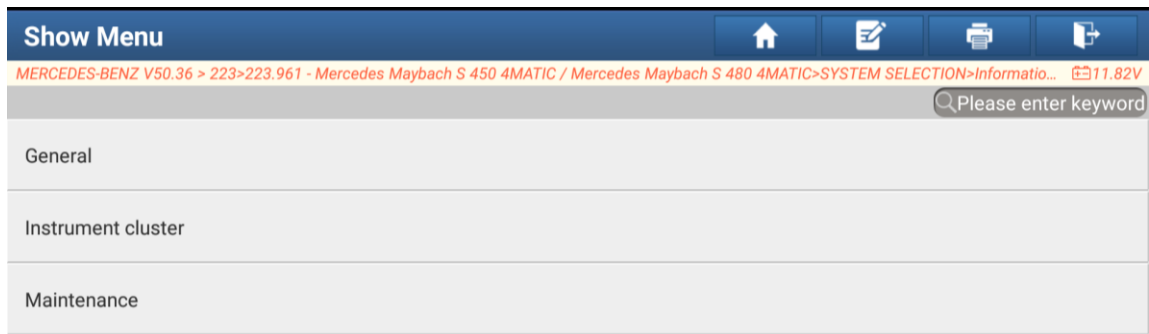 Show Menu
MERCEDES-BENZ V50.36 > 223>223.961 - Mercedes Maybach S 450 4MATIC / Mercedes Maybach S 480 4MATIC>SYSTEM SELECTION>Informatio... 11.82V
Please enter keyword
General
Instrument cluster
Maintenance